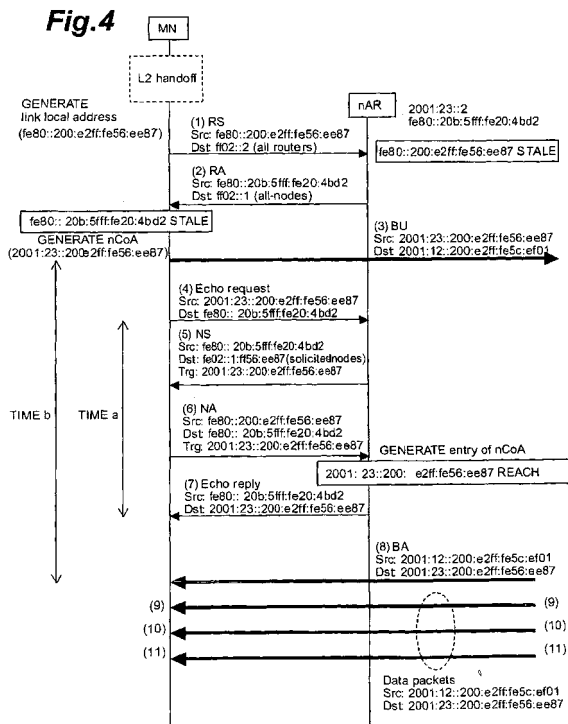 Fig.4
MN
L2 handoff
nAR
2001:23::2
fe80::20b:5fff:fe20:4bd2
GENERATE
link local address
(fe80::200:e2ff:fe56:ee87)
(1) RS
Src: fe80::200:e2ff:fe56:ee87
Dst: ff02::2 (all routers)
fe80::200:e2ff:fe56:ee87 STALE
(2) RA
Src: fe80::20b:5fff:fe20:4bd2
Dst: ff02::1 (all-nodes)
fe80:: 20b:5fff:fe20:4bd2 STALE
GENERATE nCoA
(2001:23::200:e2ff:fe56:ee87)
(3) BU
Src: 2001:23::200:e2ff:fe56:ee87
Dst: 2001:12::200:e2ff:fe5c:ef01
(4) Echo request
Src: 2001:23::200:e2ff:fe56:ee87
Dst: fe80:: 20b:5fff:fe20:4bd2
(5) NS
Src: fe80:: 20b:5fff:fe20:4bd2
Dst: fe02::1:ff56:ee87(solicitednodes)
Trg: 2001:23::200:e2ff:fe56:ee87
TIME b
TIME a
(6) NA
Src: fe80::200:e2ff:fe56:ee87
Dst: fe80:: 20b:5fff:fe20:4bd2
Trg: 2001:23::200:e2ff:fe56:ee87
GENERATE entry of nCoA
2001: 23::200: e2ff:fe56:ee87 REACH
(7) Echo reply
Src: fe80:: 20b:5fff:fe20:4bd2
Dst: 2001:23::200:e2ff:fe56:ee87
(8) BA
Src: 2001:12::200:e2ff:fe5c:ef01
Dst: 2001:23::200:e2ff:fe56:ee87
(9) (9)
(10) (10)
(11) (11)
Data packets
Src: 2001:12::200:e2ff:fe5c:ef01
Dst: 2001:23::200:e2ff:fe56:ee87